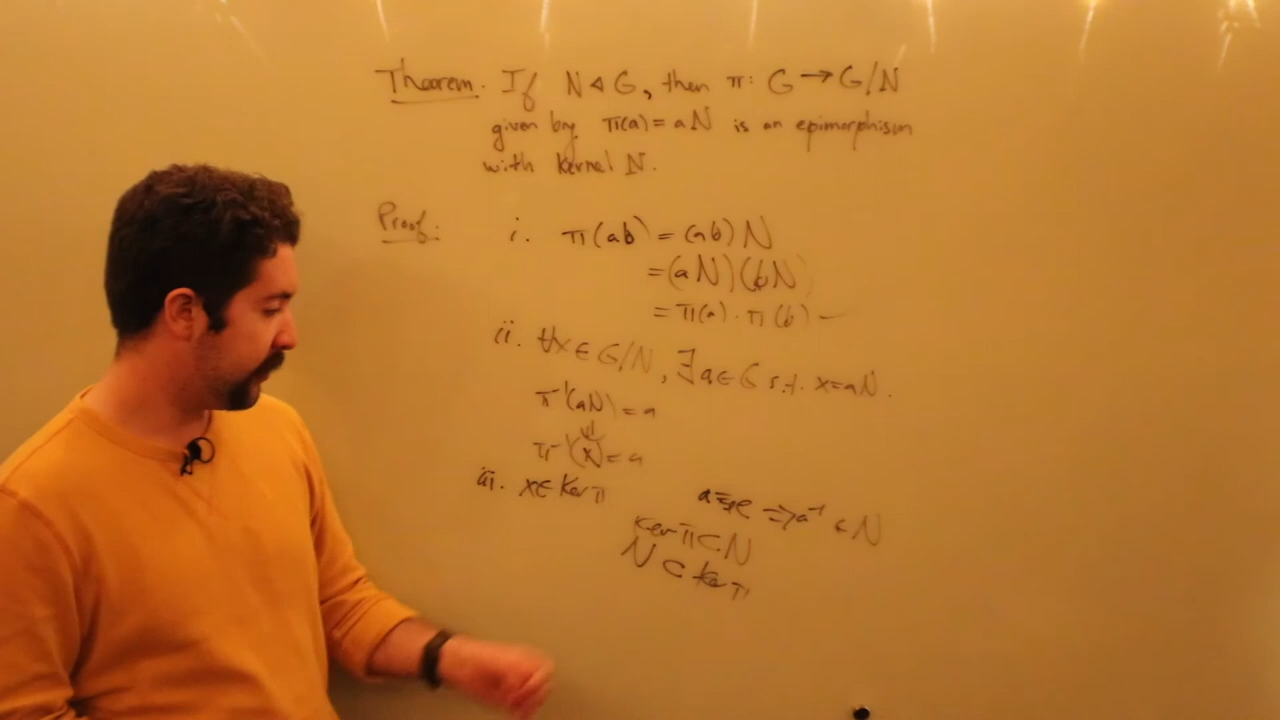 Theorem. If N ◁ G, then π: G → G/N
given by π(a) = aN is an epimorphism
with kernel N.
Proof: i. π(ab) = (ab)N
= (aN)(bN)
= π(a) · π(b) –
ii. ∀x ∈ G/N, ∃a ∈ G s.t. x=aN.
π⁻¹(aN) = a
π⁻¹(x) = a
iii. x ∈ Ker π
⇒ a⁻¹ ∈ N
Ker π ⊂ N
N ⊂ Ker π